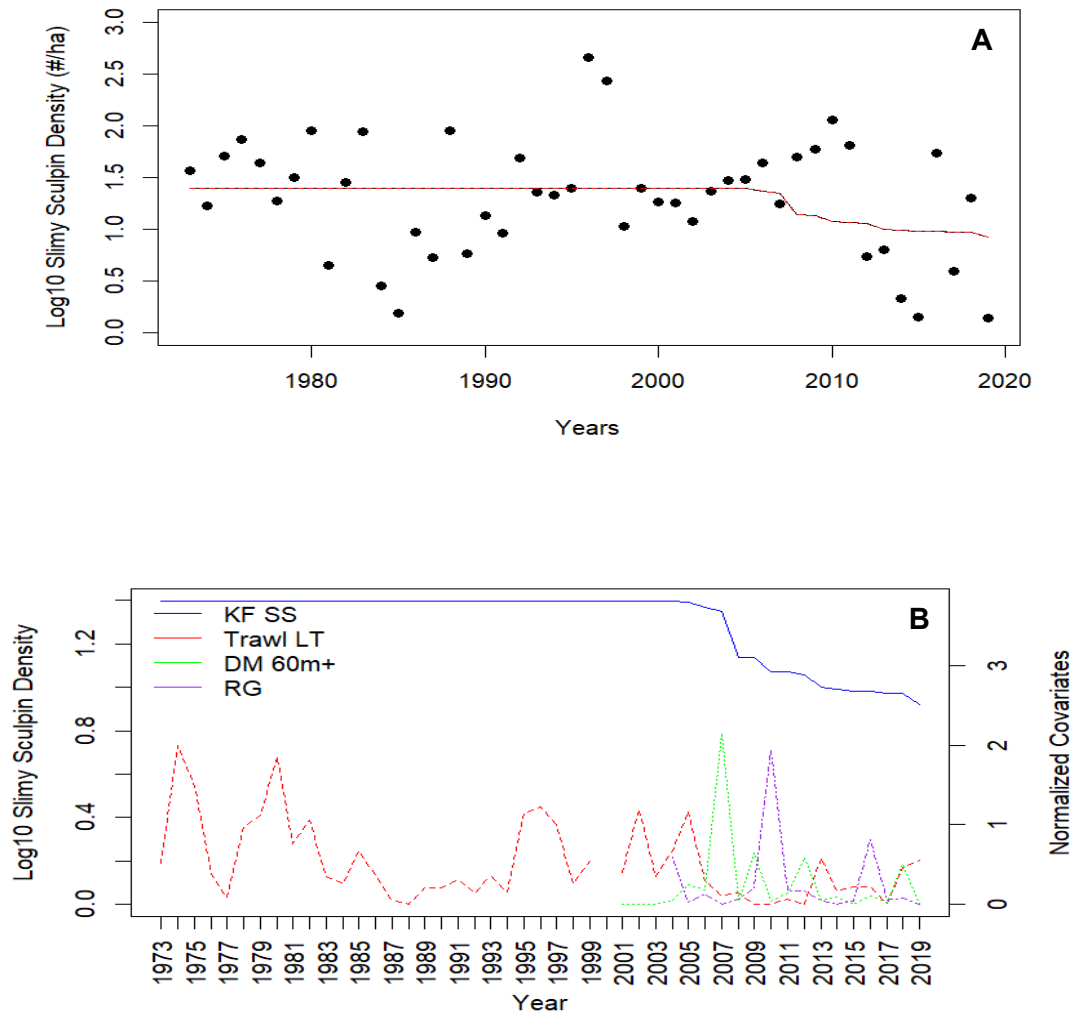 A
Log10 Slimy Sculpin Density (#/ha)
3.0
2.5
2.0
1.5
1.0
0.5
0.0
1980 1990 2000 2010 2020
Years
B
KF SS
Trawl LT
DM 60m+
RG
Log10 Slimy Sculpin Density
1.2
0.8
0.4
0.0
3
2
1
0
Normalized Covariates
1973 1975 1977 1979 1981 1983 1985 1987 1989 1991 1993 1995 1997 1999 2001 2003 2005 2007 2009 2011 2013 2015 2017 2019
Year